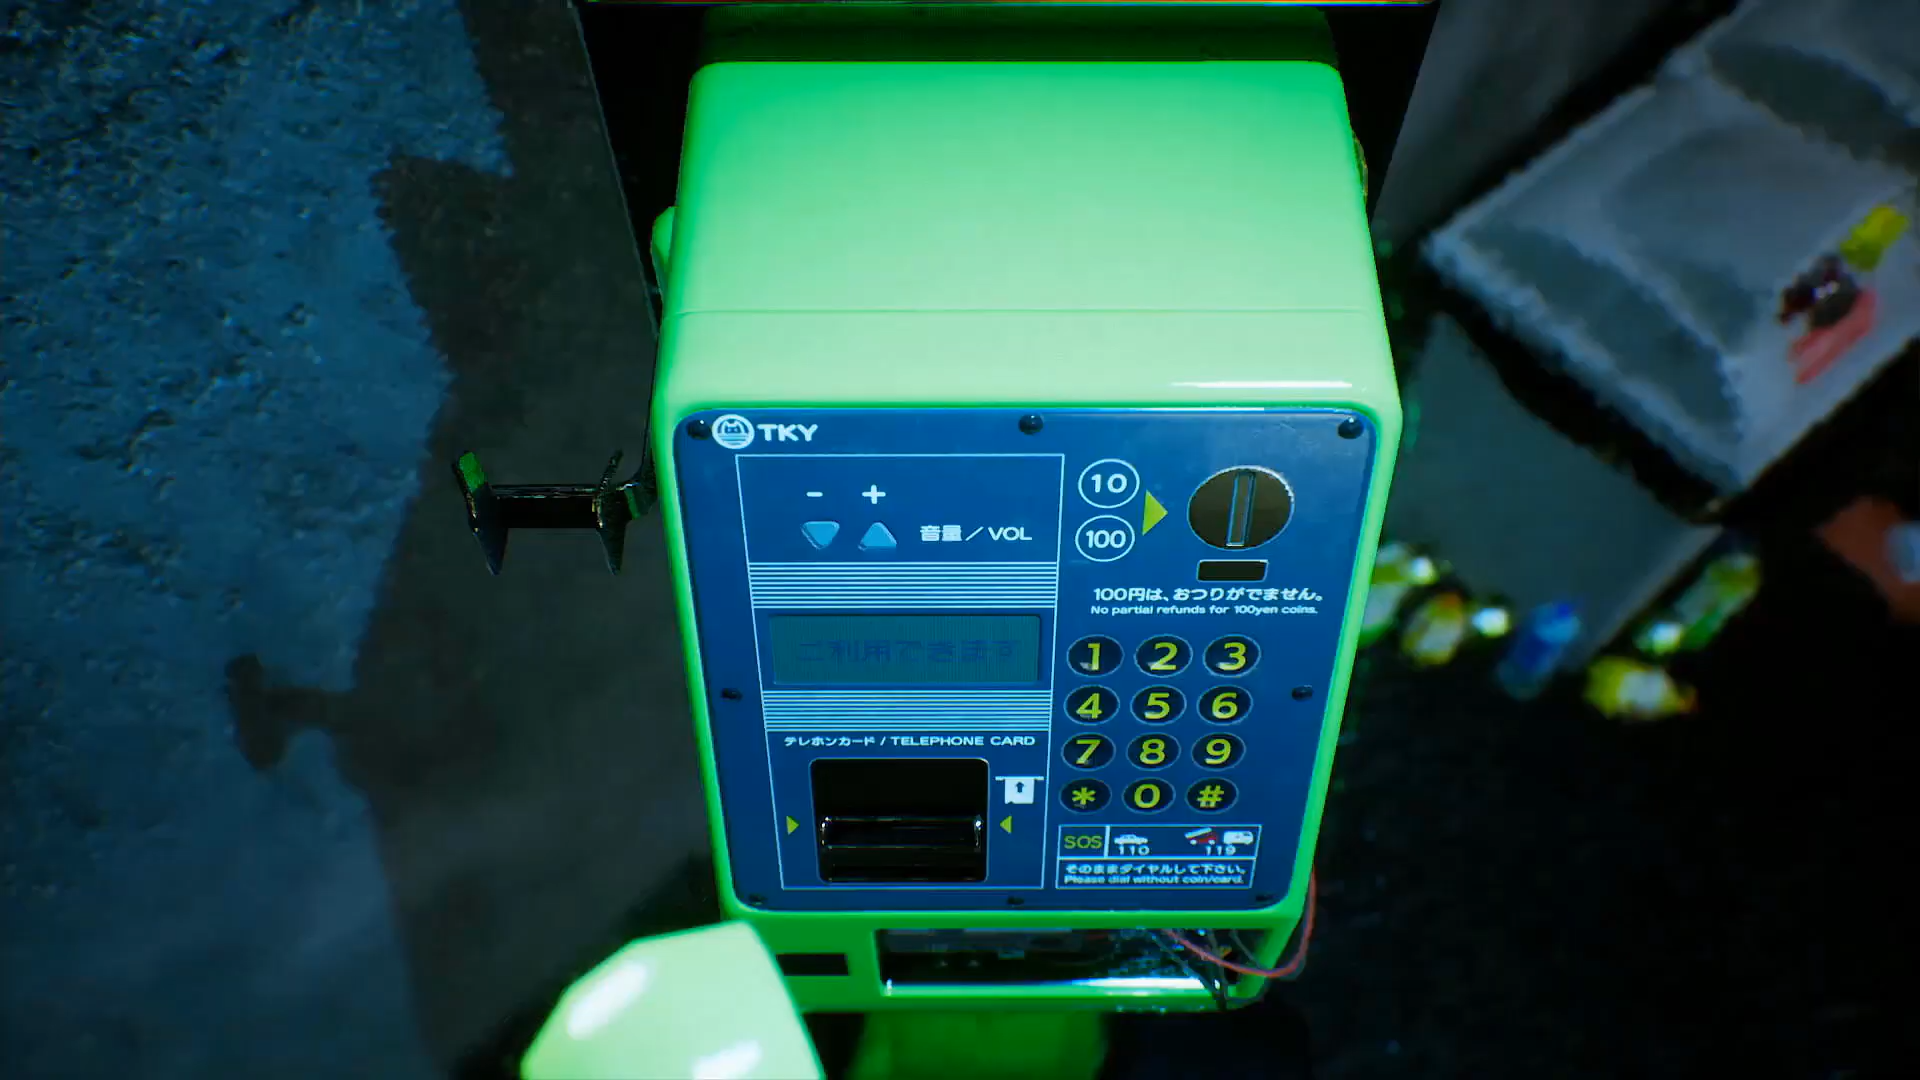 TKY
- +
音量／VOL
10
100
100円は、おつりがでません。
No partial refunds for 100yen coins.
ご利用できます
1 2 3
4 5 6
7 8 9
* 0 #
テレホンカード / TELEPHONE CARD
SOS 110 119
そのままダイヤルして下さい。
Please dial without coin/card.